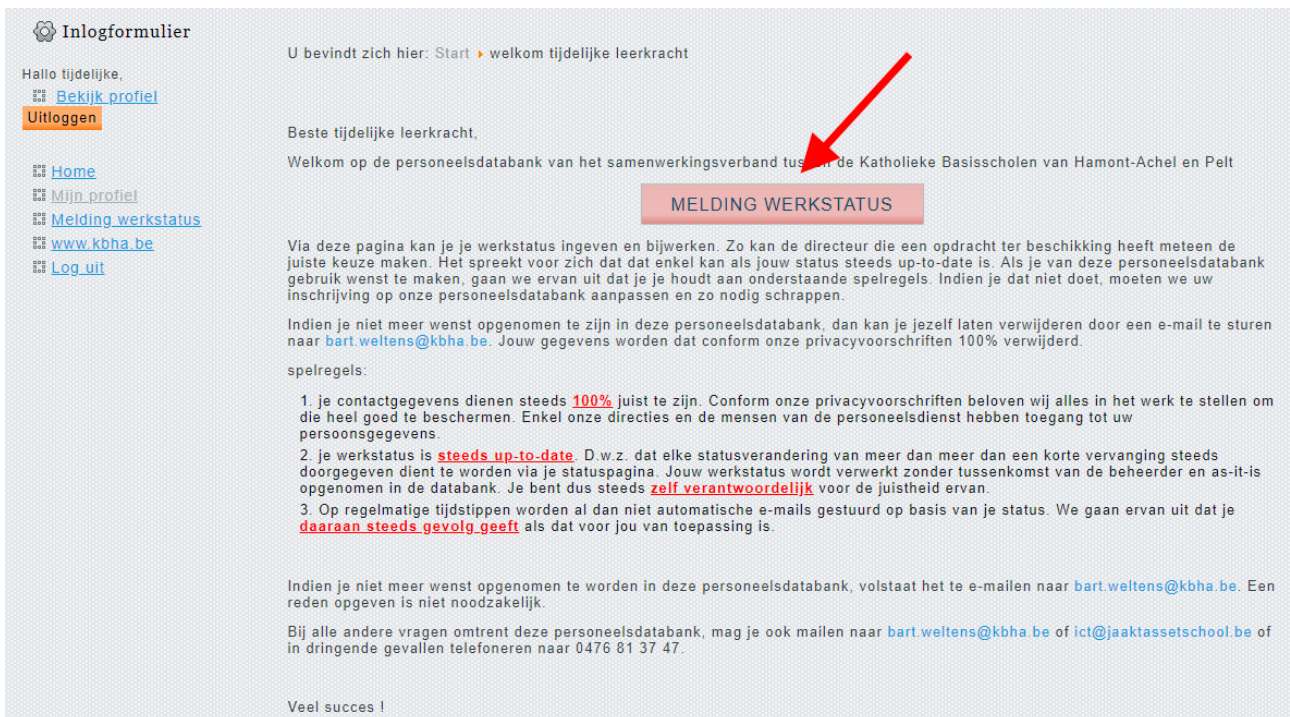 Inlogformulier
Hallo tijdelijke,
Bekijk profiel
Uitloggen
Home
Mijn profiel
Melding werkstatus
www.kbha.be
Log uit
U bevindt zich hier: Start welkom tijdelijke leerkracht
Beste tijdelijke leerkracht,
Welkom op de personeelsdatabank van het samenwerkingsverband de Katholieke Basisscholen van Hamont-Achel en Pelt
MELDING WERKSTATUS
Via deze pagina kan je je werkstatus ingeven en bijwerken. Zo kan de directeur die een opdracht ter beschikking heeft meteen de
juiste keuze maken. Het spreekt voor zich dat dat enkel kan als jouw status steeds up-to-date is. Als je van deze personeelsdatabank
gebruik wenst te maken, gaan we ervan uit dat je je houdt aan onderstaande spelregels. Indien je dat niet doet, moeten we uw
inschrijving op onze personeelsdatabank aanpassen en zo nodig schrappen.
Indien je niet meer wenst opgenomen te zijn in deze personeelsdatabank, dan kan je jezelf laten verwijderen door een e-mail te sturen
naar bart.weltens@kbha.be. Jouw gegevens worden dat conform onze privacyvoorschriften 100% verwijderd.
spelregels:
1. je contactgegevens dienen steeds 100% juist te zijn. Conform onze privacyvoorschriften beloven wij alles in het werk te stellen om
die heel goed te beschermen. Enkel onze directies en de mensen van de personeelsdienst hebben toegang tot uw
persoonsgegevens.
2. je werkstatus is steeds up-to-date. D.w.z. dat elke statusverandering van meer dan meer dan een korte vervanging steeds
doorgegeven dient te worden via je statuspagina. Jouw werkstatus wordt verwerkt zonder tussenkomst van de beheerder en as-it-is
opgenomen in de databank. Je bent dus steeds zelf verantwoordelijk voor de juistheid ervan.
3. Op regelmatige tijdstippen worden al dan niet automatische e-mails gestuurd op basis van je status. We gaan ervan uit dat je
daaraan steeds gevolg geeft als dat voor jou van toepassing is.
Indien je niet meer wenst opgenomen te worden in deze personeelsdatabank, volstaat het te e-mailen naar bart.weltens@kbha.be. Een
reden opgeven is niet noodzakelijk.
Bij alle andere vragen omtrent deze personeelsdatabank, mag je ook mailen naar bart.weltens@kbha.be of ict@jaaktassetschool.be of
in dringende gevallen telefoneren naar 0476 81 37 47.
Veel succes !